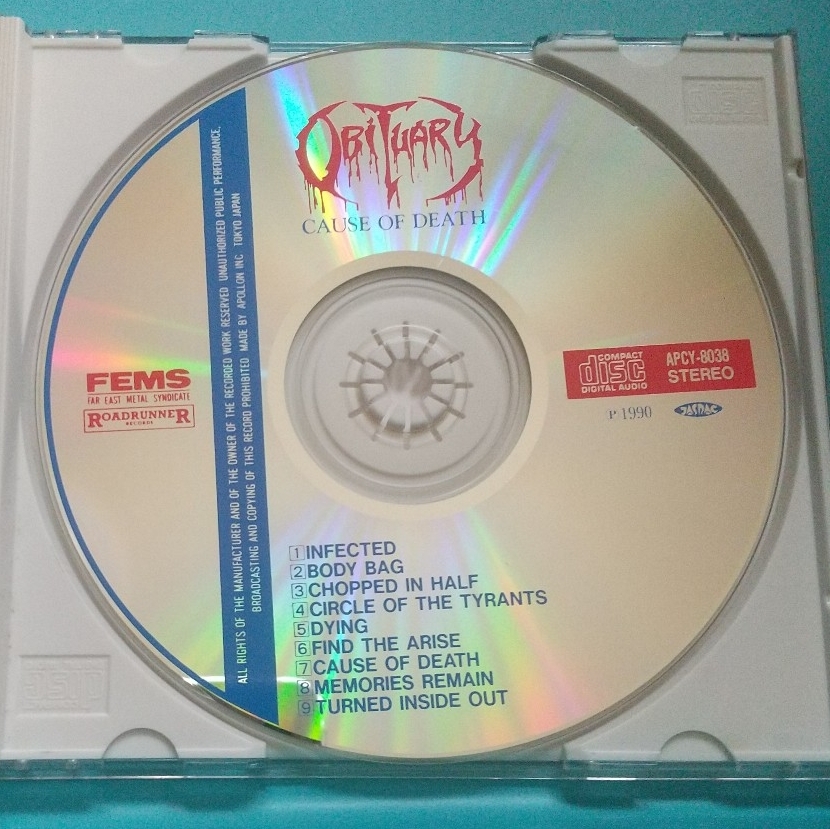 OBITUARY
CAUSE OF DEATH
ALL RIGHTS OF THE MANUFACTURER AND OF THE OWNER OF THE RECORDED WORK RESERVED UNAUTHORIZED PUBLIC PERFORMANCE,
BROADCASTING AND COPYING OF THIS RECORD PROHIBITED MADE BY APOLLON INC TOKYO JAPAN
FEMS
FAR EAST METAL SYNDICATE
ROADRUNNER
RECORDS
COMPACT
disc
DIGITAL AUDIO
APCY-8038
STEREO
P 1990
JASRAC
1 INFECTED
2 BODY BAG
3 CHOPPED IN HALF
4 CIRCLE OF THE TYRANTS
5 DYING
6 FIND THE ARISE
7 CAUSE OF DEATH
8 MEMORIES REMAIN
9 TURNED INSIDE OUT